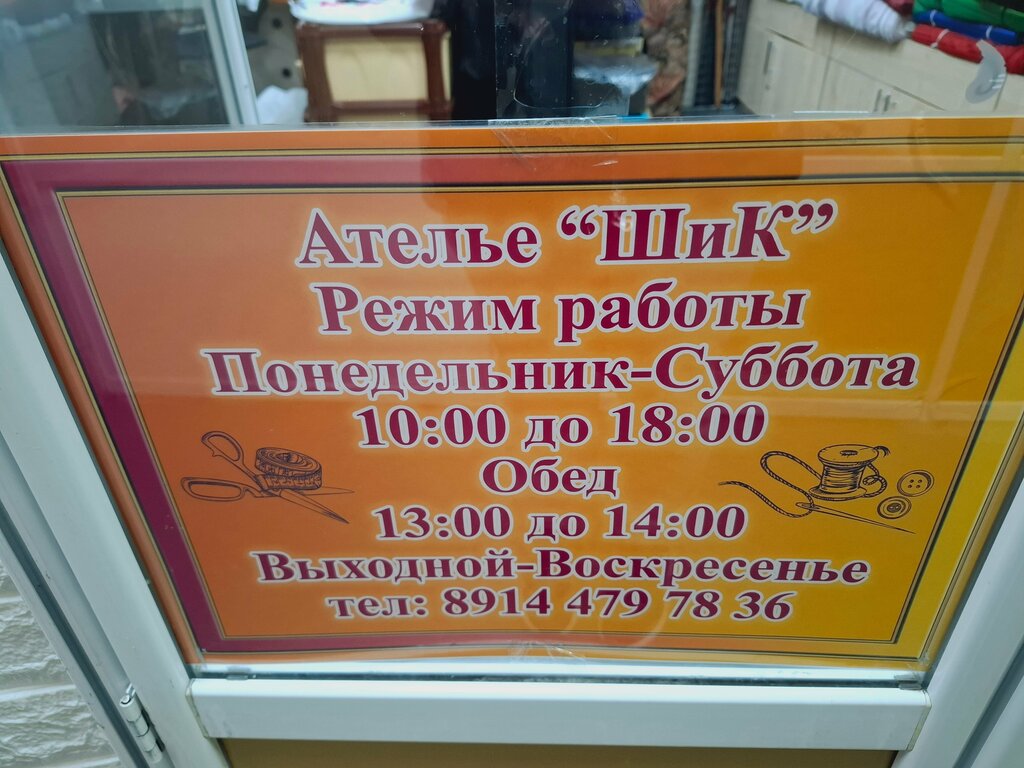 Ателье “ШиК”
Режим работы
Понедельник-Суббота
10:00 до 18:00
Обед
13:00 до 14:00
Выходной-Воскресенье
тел: 8914 479 78 36